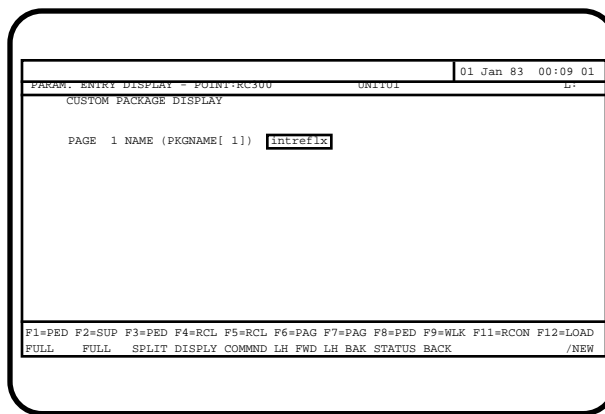 01 Jan 83 00:09 01
PARAM. ENTRY DISPLAY - POINT:RC300 UNIT01 L:
CUSTOM PACKAGE DISPLAY
PAGE 1 NAME (PKGNAME[ 1]) intreflx
F1=PED F2=SUP F3=PED F4=RCL F5=RCL F6=PAG F7=PAG F8=PED F9=WLK F11=RCON F12=LOAD
FULL FULL SPLIT DISPLY COMMND LH FWD LH BAK STATUS BACK /NEW